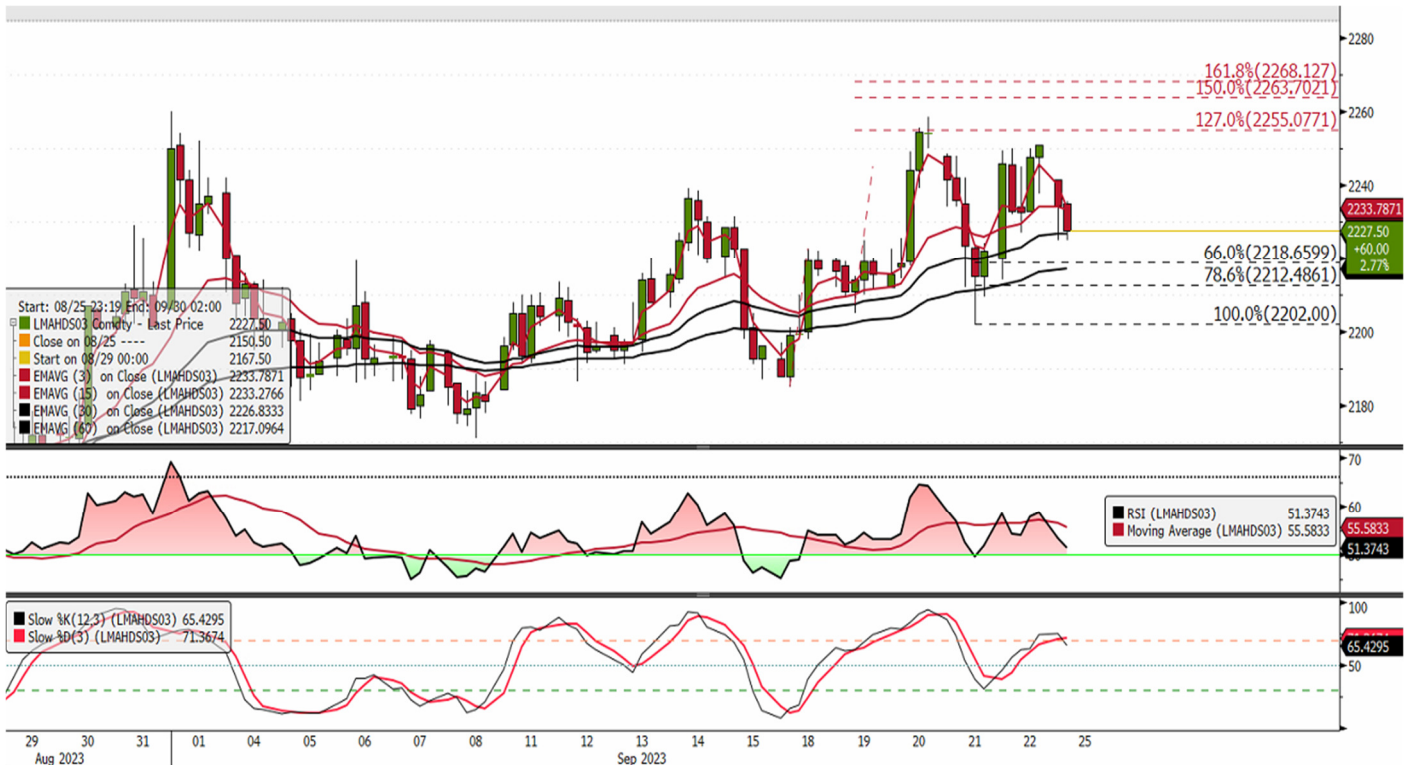 2280
161.8%(2268.127)
150.0%(2263.7021)
2260
127.0%(2255.0771)
2240
2233.7871
2227.50
+60.00
2.77%
66.0%(2218.6599)
78.6%(2212.4861)
100.0%(2202.00)
2200
2180
Start: 08/25 23:19 End: 09/30 02:00
LMAHDS03 Comdty - Last Price 2227.50
Close on 08/25 ---- 2150.50
Start on 08/29 00:00 2167.50
EMAVG (3) on Close (LMAHDS03) 2233.7871
EMAVG (15) on Close (LMAHDS03) 2233.2766
EMAVG (30) on Close (LMAHDS03) 2226.8333
EMAVG (60) on Close (LMAHDS03) 2217.0964
70
60
RSI (LMAHDS03) 51.3743
Moving Average (LMAHDS03) 55.5833
55.5833
51.3743
Slow %K(12,3) (LMAHDS03) 65.4295
Slow %D(3) (LMAHDS03) 71.3674
100
65.4295
50
29 30 31 01 04 05 06 07 08 11 12 13 14 15 18 19 20 21 22 25
Aug 2023 Sep 2023